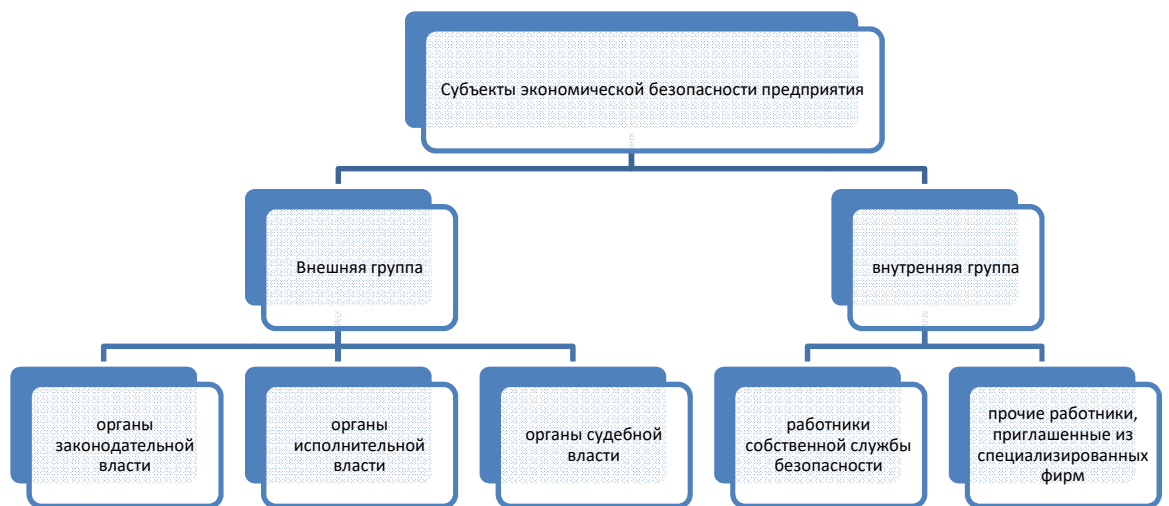 Субъекты экономической безопасности предприятия
Внешняя группа
внутренняя группа
органы
законодательной
власти
органы
исполнительной
власти
органы судебной
власти
работники
собственной службы
безопасности
прочие работники,
приглашенные из
специализированных
фирм